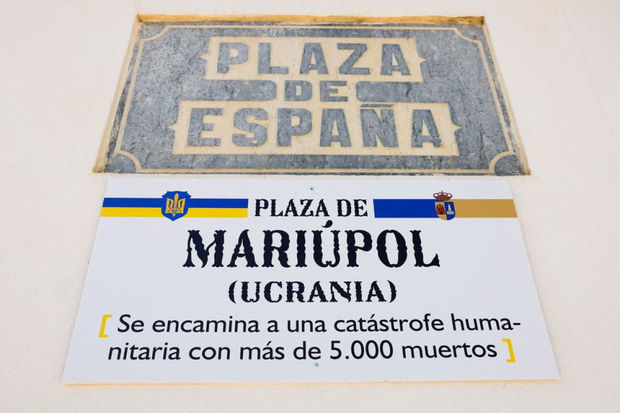 PLAZA
DE
ESPAÑA
PLAZA DE
MARIÚPOL
(UCRANIA)
[ Se encamina a una catástrofe huma-
nitaria con más de 5.000 muertos ]